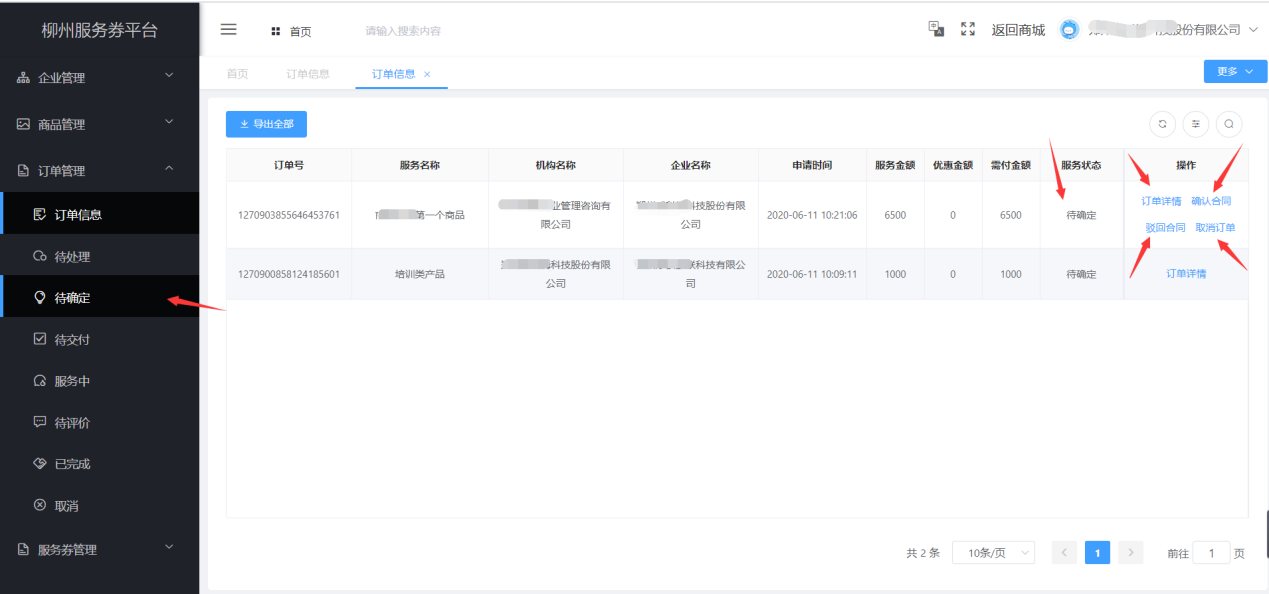 柳州服务券平台
首页
请输入搜索内容
返回商城
股份有限公司
企业管理
商品管理
订单管理
订单信息
待处理
待确定
待交付
服务中
待评价
已完成
取消
服务券管理
首页
订单信息
订单信息
更多
导出全部
订单号 服务名称 机构名称 企业名称 申请时间 服务金额 优惠金额 需付金额 服务状态 操作
1270903855646453761 第一个商品 业管理咨询有限公司 科技股份有限公司 2020-06-11 10:21:06 6500 0 6500 待确定 订单详情 确认合同
驳回合同 取消订单
1270900858124185601 培训类产品 科技股份有限公司 联科技有限公司 2020-06-11 10:09:11 1000 0 1000 待确定 订单详情
共 2 条 10条/页 1 前往 1 页